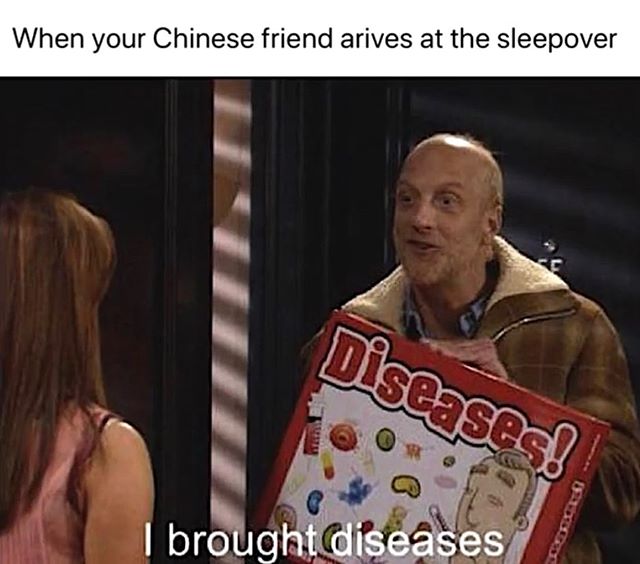 When your Chinese friend arives at the sleepover
Diseases!
I brought diseases